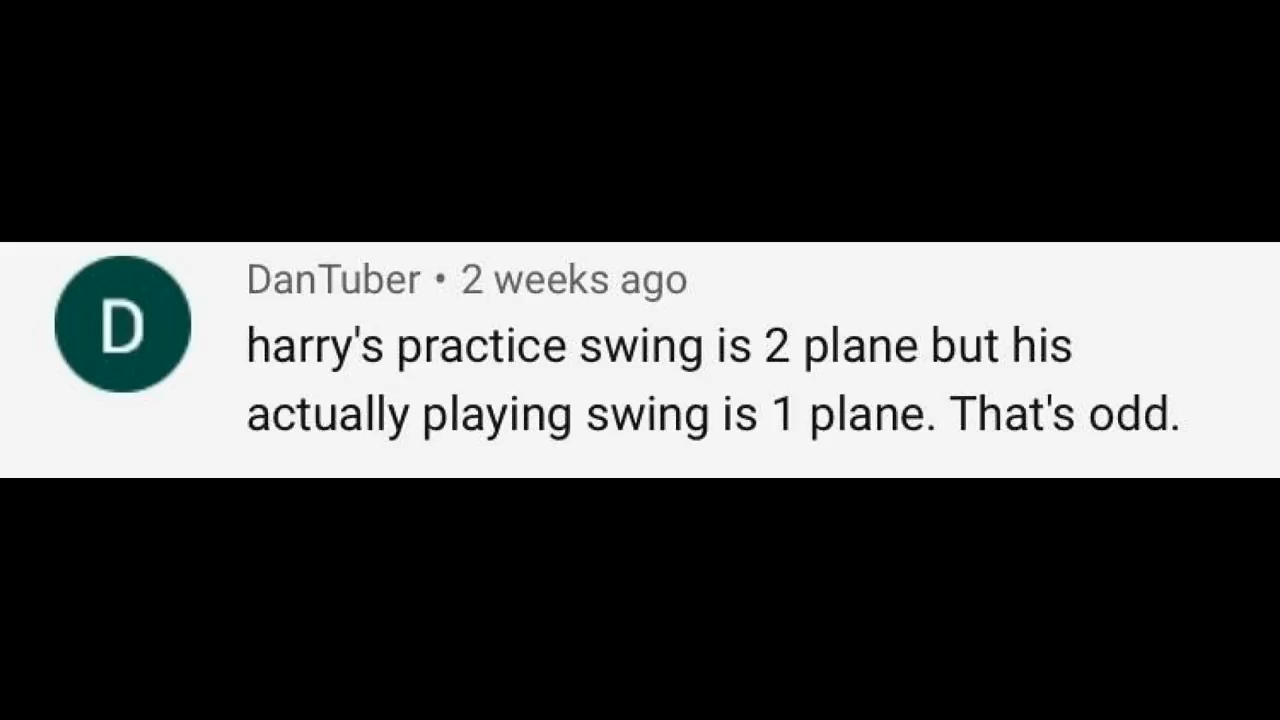 D
DanTuber • 2 weeks ago
harry's practice swing is 2 plane but his
actually playing swing is 1 plane. That's odd.